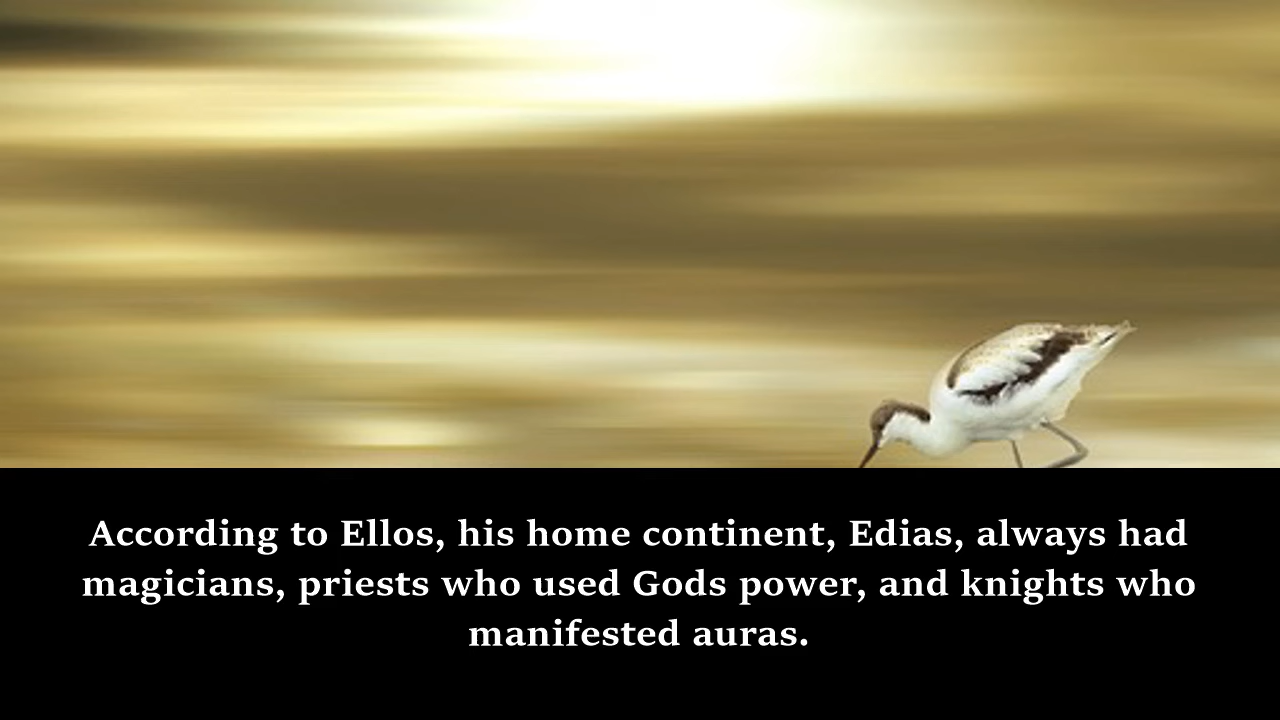 According to Ellos, his home continent, Edias, always had
magicians, priests who used Gods power, and knights who
manifested auras.